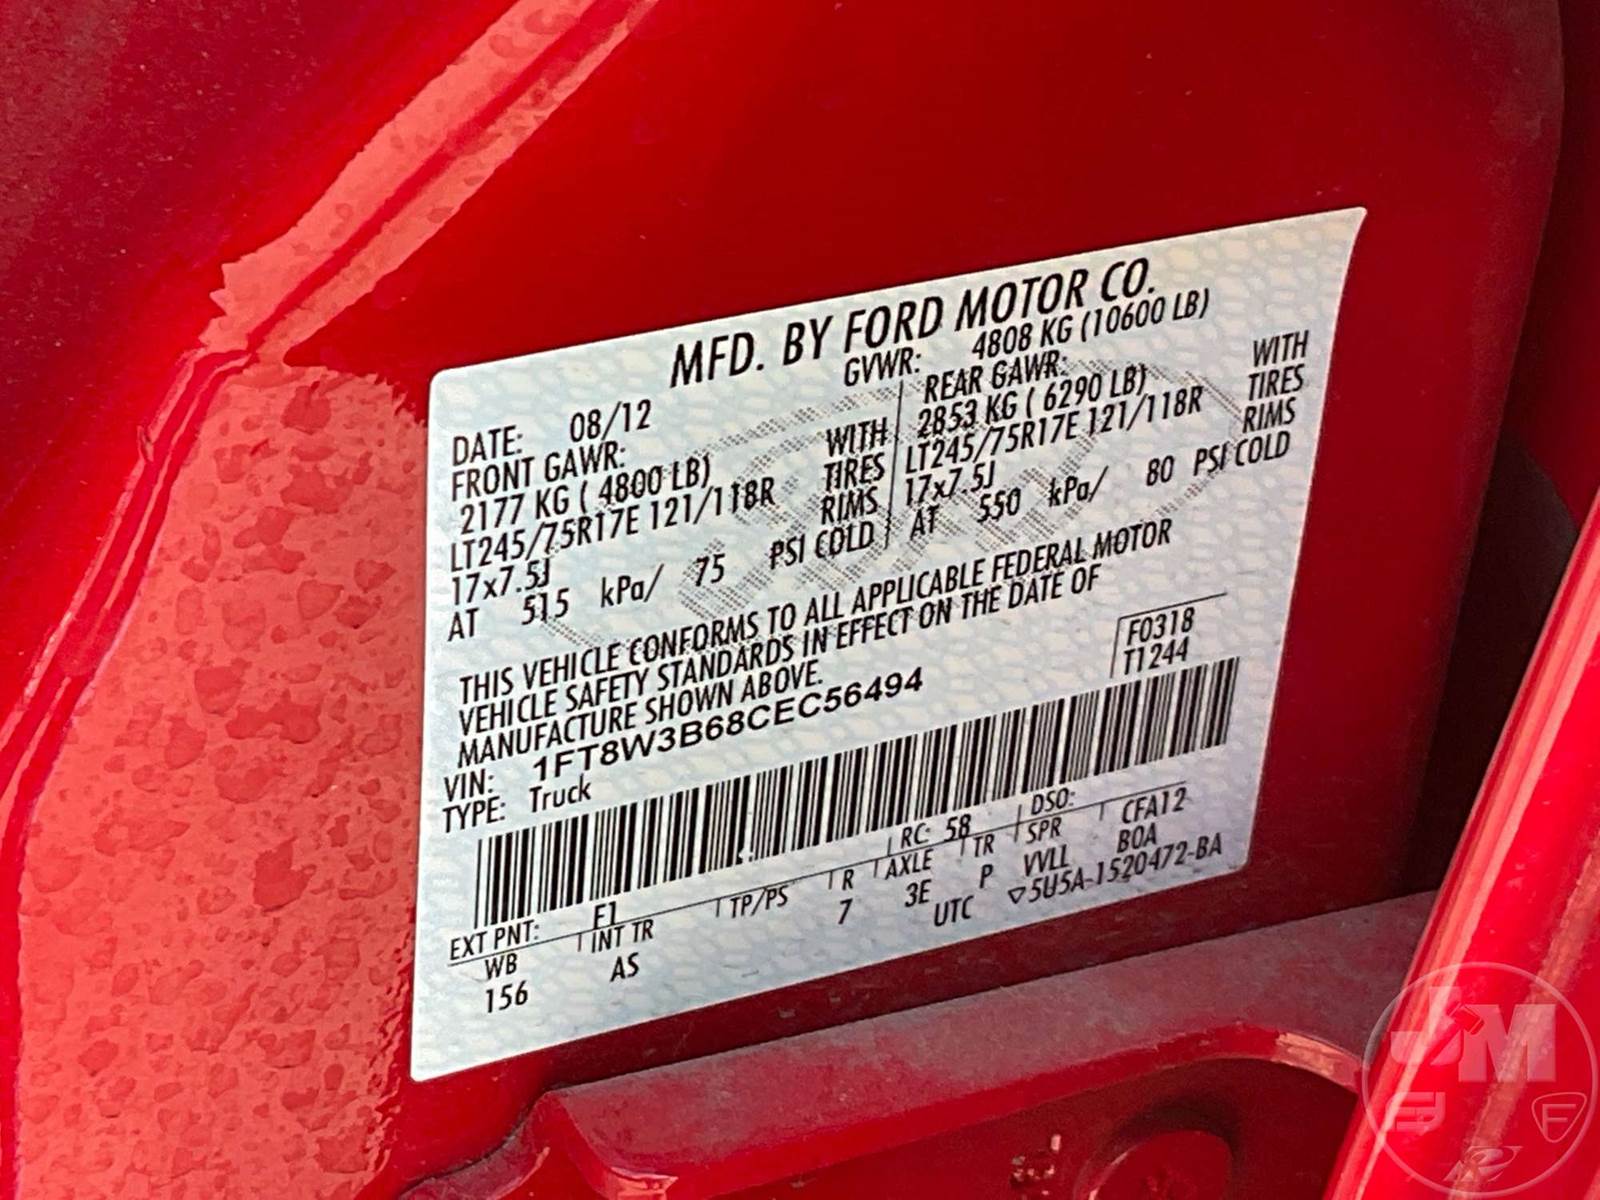 MFD. BY FORD MOTOR CO.
DATE: 08/12 GVWR: 4808 KG (10600 LB)
FRONT GAWR: REAR GAWR:
2177 KG ( 4800 LB) WITH 2853 KG ( 6290 LB) WITH
LT245/75R17E 121/118R TIRES LT245/75R17E 121/118R TIRES
17x7.5J RIMS 17x7.5J RIMS
AT 515 kPa/ 75 PSI COLD AT 550 kPa/ 80 PSI COLD
THIS VEHICLE CONFORMS TO ALL APPLICABLE FEDERAL MOTOR
VEHICLE SAFETY STANDARDS IN EFFECT ON THE DATE OF
MANUFACTURE SHOWN ABOVE.
VIN: 1FT8W3B68CEC56494 F0318
TYPE: Truck T1244
EXT PNT: F1 RC: 58 DSO: CFA12
WB INT TR TP/PS R AXLE TR SPR BOA
156 AS 7 3E P VVLL
UTC ▽5U5A-1520472-BA
JM